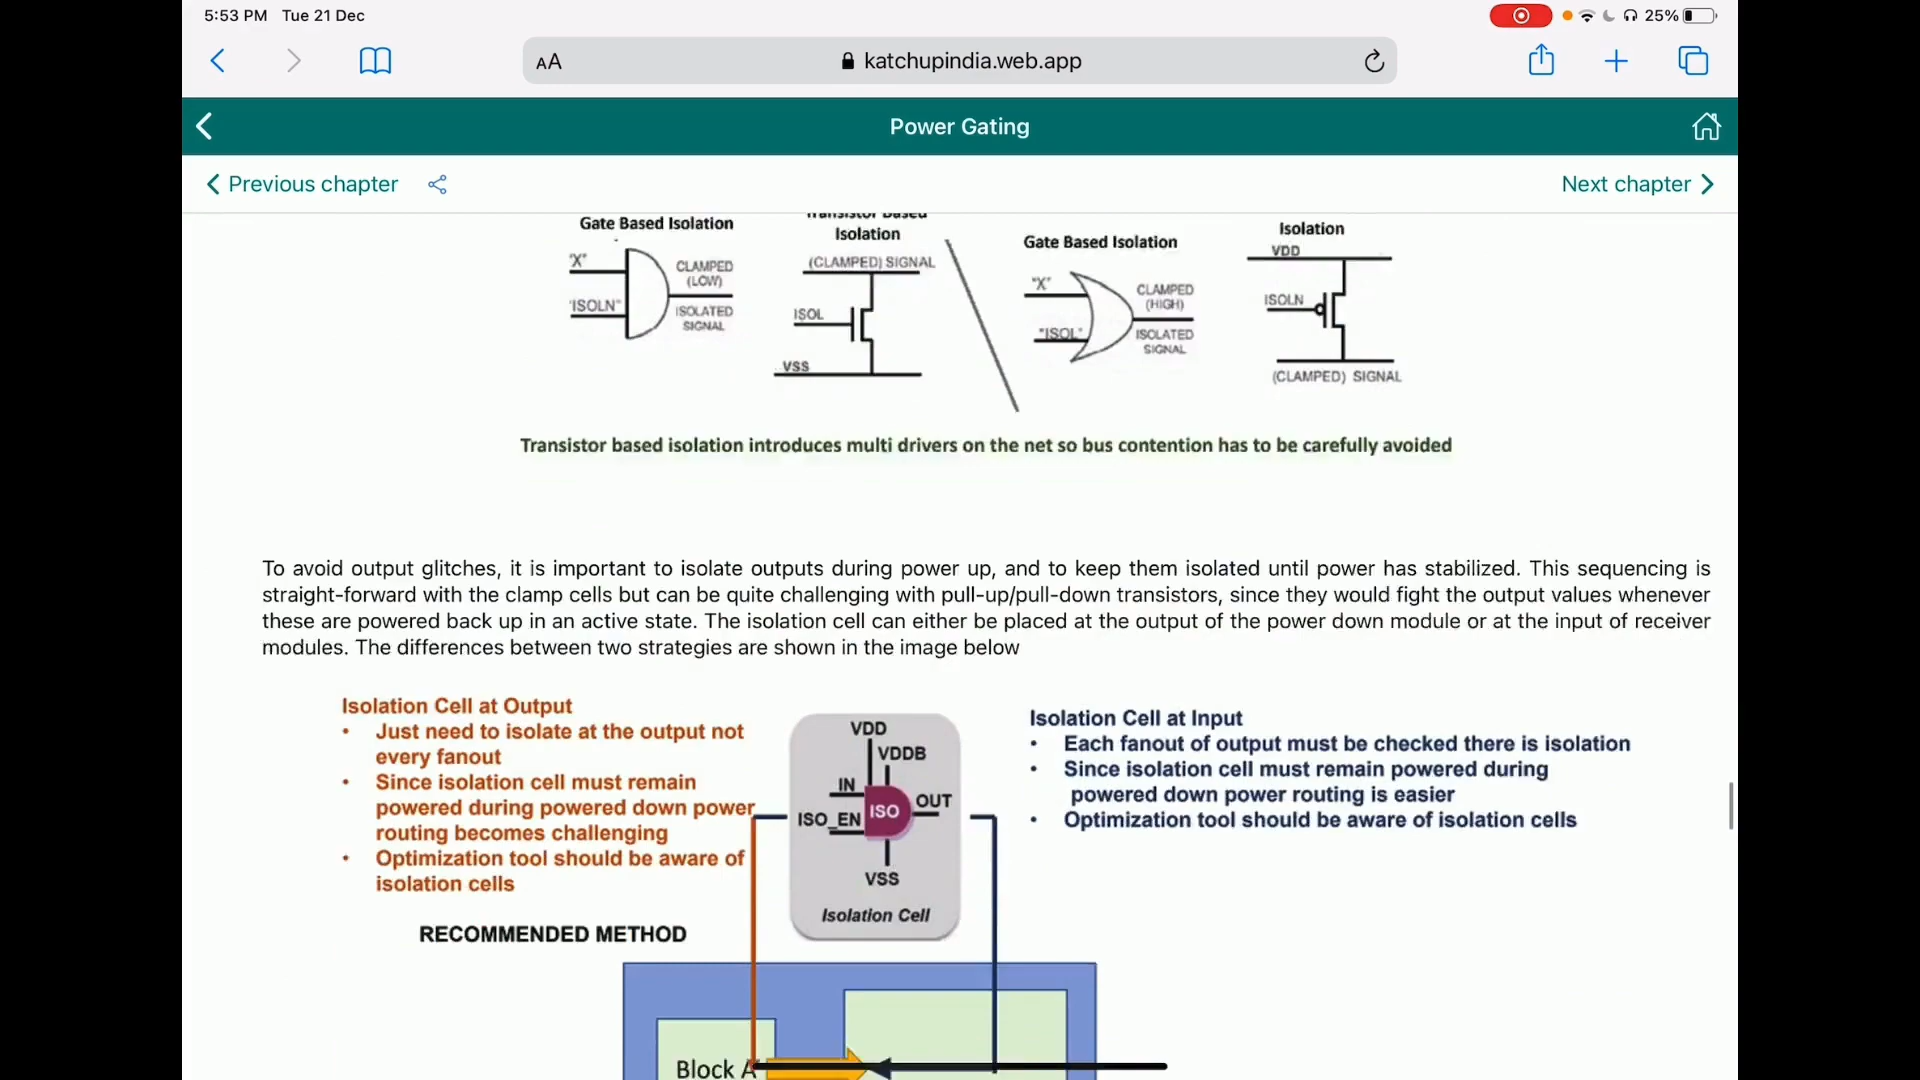 5:53 PM Tue 21 Dec
25%
AA
katchupindia.web.app
Power Gating
Previous chapter
Next chapter
Gate Based Isolation
Transistor Based
Isolation
Gate Based Isolation
Isolation
"X"
CLAMPED
(LOW)
"ISOLN"
ISOLATED
SIGNAL
(CLAMPED) SIGNAL
ISOL
VSS
"X"
CLAMPED
(HIGH)
"ISOL"
ISOLATED
SIGNAL
VDD
ISOLN
(CLAMPED) SIGNAL
Transistor based isolation introduces multi drivers on the net so bus contention has to be carefully avoided
To avoid output glitches, it is important to isolate outputs during power up, and to keep them isolated until power has stabilized. This sequencing is
straight-forward with the clamp cells but can be quite challenging with pull-up/pull-down transistors, since they would fight the output values whenever
these are powered back up in an active state. The isolation cell can either be placed at the output of the power down module or at the input of receiver
modules. The differences between two strategies are shown in the image below
Isolation Cell at Output
• Just need to isolate at the output not
every fanout
• Since isolation cell must remain
powered during powered down power
routing becomes challenging
• Optimization tool should be aware of
isolation cells
RECOMMENDED METHOD
VDD
VDDB
IN
ISO
OUT
ISO_EN
VSS
Isolation Cell
Isolation Cell at Input
• Each fanout of output must be checked there is isolation
• Since isolation cell must remain powered during
powered down power routing is easier
• Optimization tool should be aware of isolation cells
Block A